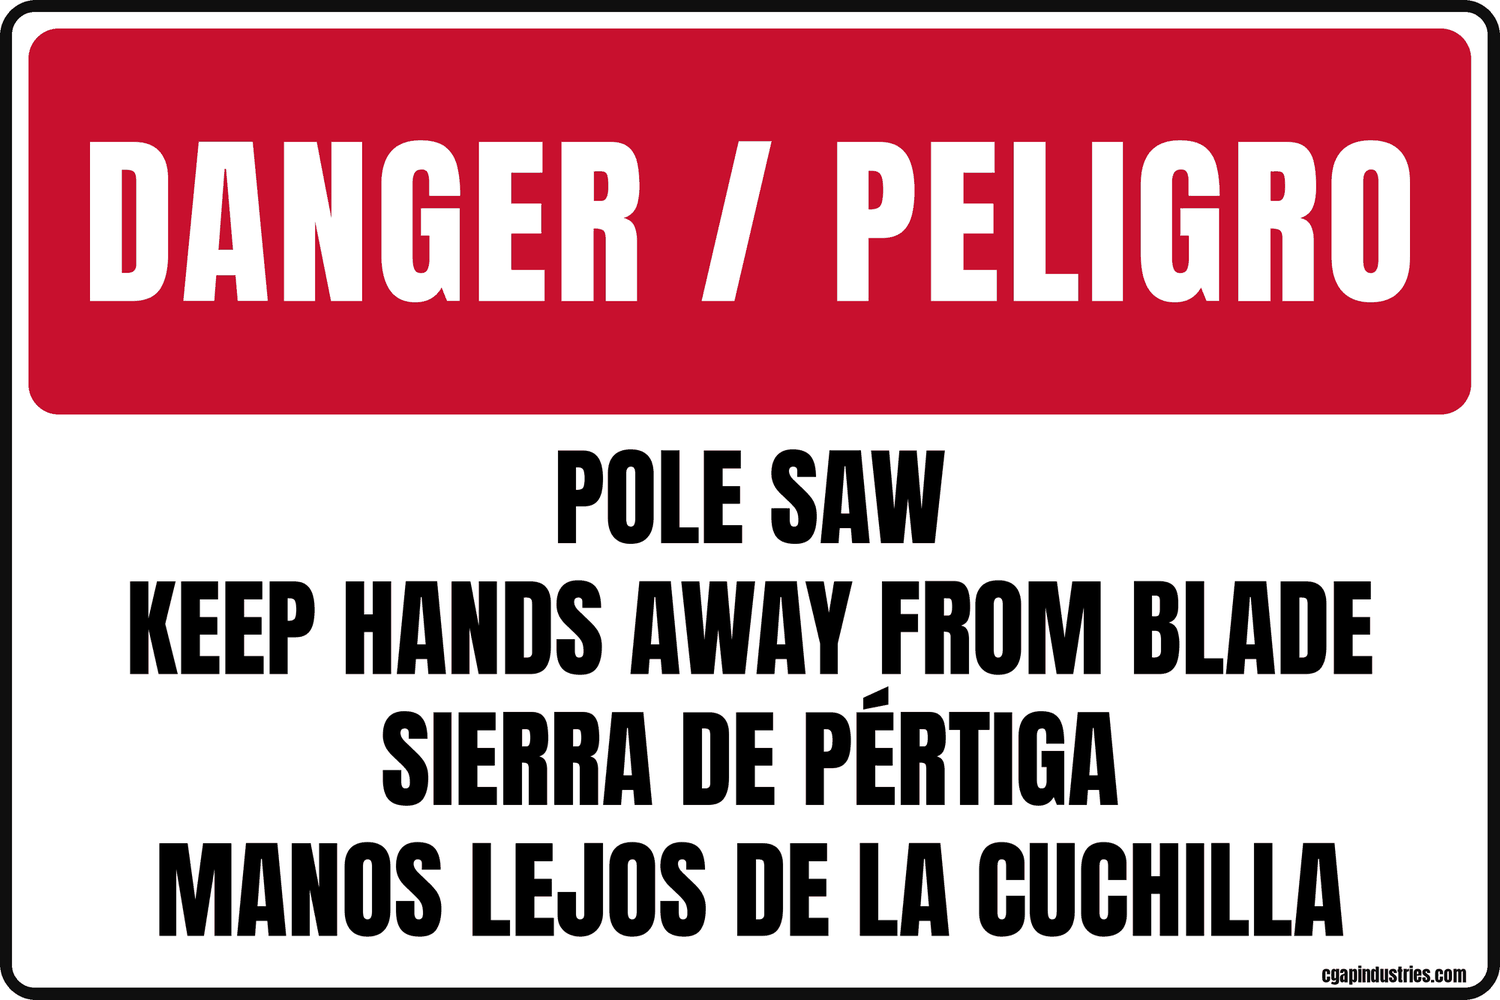 DANGER / PELIGRO
POLE SAW
KEEP HANDS AWAY FROM BLADE
SIERRA DE PÉRTIGA
MANOS LEJOS DE LA CUCHILLA
cgapindustries.com